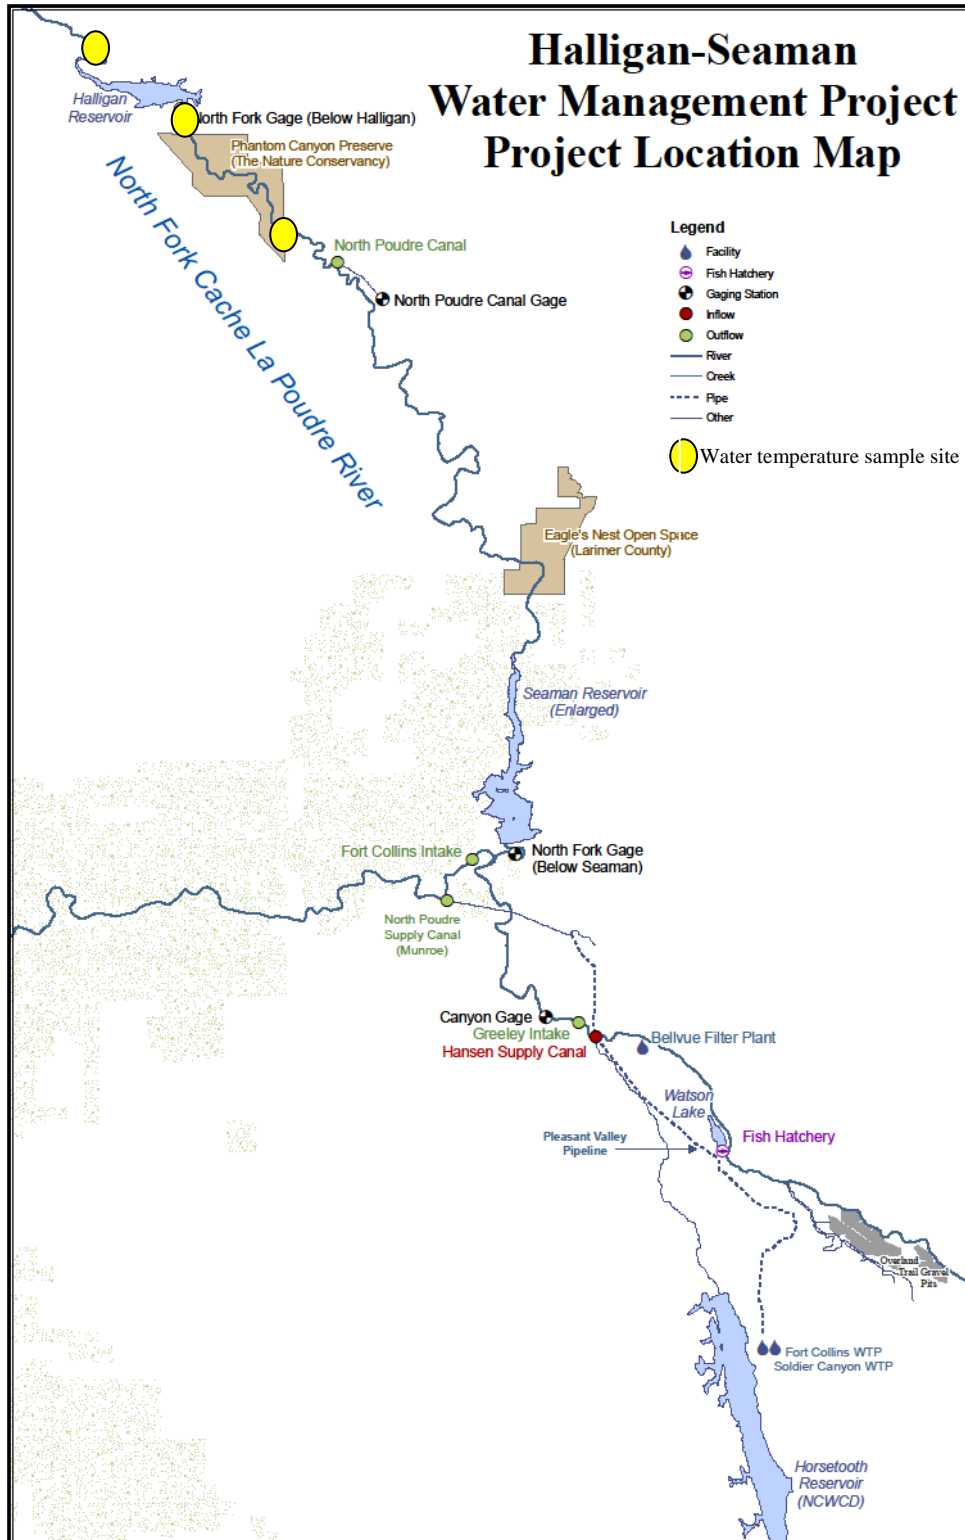 Halligan-Seaman
Water Management Project
Project Location Map
Halligan
Reservoir
North Fork Gage (Below Halligan)
Phantom Canyon Preserve
(The Nature Conservancy)
North Fork Cache La Poudre River
North Poudre Canal
North Poudre Canal Gage
Legend
Facility
Fish Hatchery
Gaging Station
Inflow
Outflow
River
Creek
Pipe
Other
Water temperature sample site
Eagle's Nest Open Space
(Larimer County)
Seaman Reservoir
(Enlarged)
Fort Collins Intake
North Fork Gage
(Below Seaman)
North Poudre
Supply Canal
(Munroe)
Canyon Gage
Greeley Intake
Hansen Supply Canal
Bellvue Filter Plant
Watson
Lake
Pleasant Valley
Pipeline
Fish Hatchery
Overland
Trail Gravel
Pits
Fort Collins WTP
Soldier Canyon WTP
Horsetooth
Reservoir
(NCWCD)